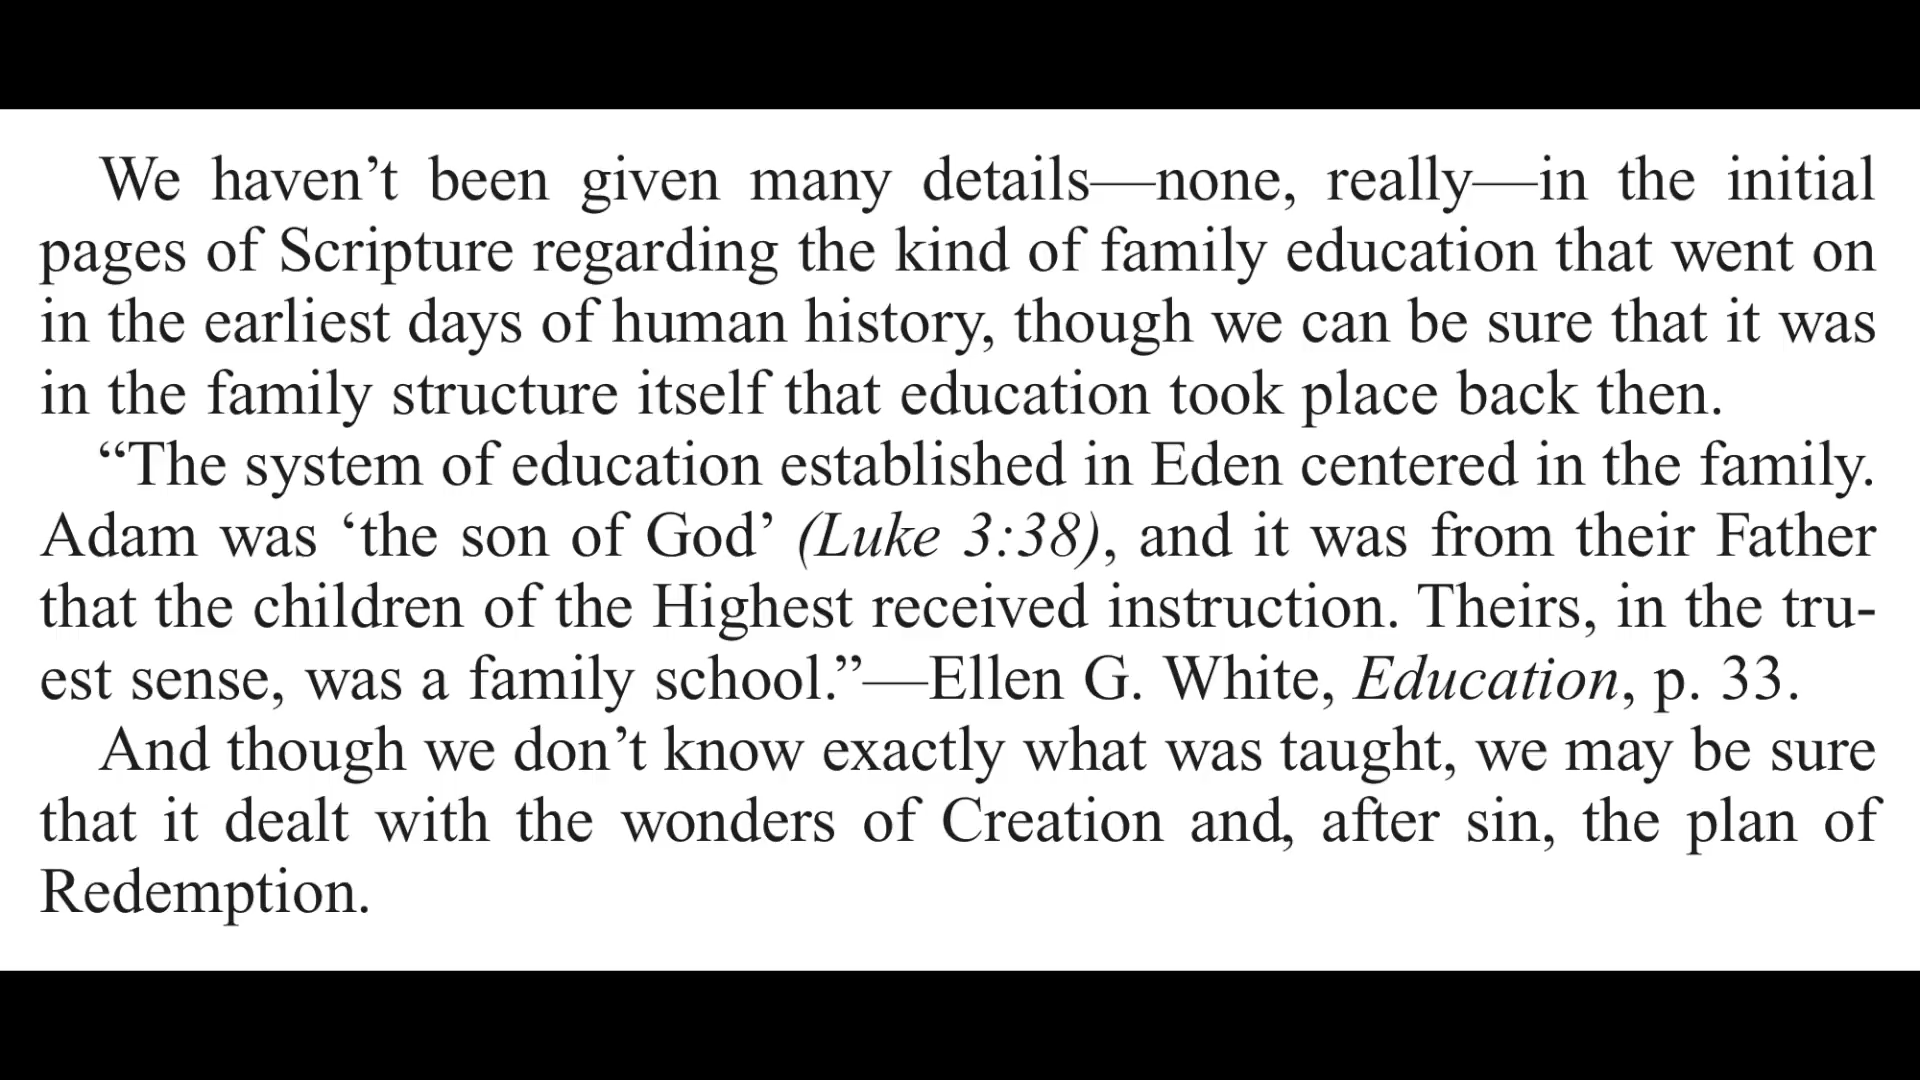 We haven’t been given many details—none, really—in the initial
pages of Scripture regarding the kind of family education that went on
in the earliest days of human history, though we can be sure that it was
in the family structure itself that education took place back then.
“The system of education established in Eden centered in the family.
Adam was ‘the son of God’ (Luke 3:38), and it was from their Father
that the children of the Highest received instruction. Theirs, in the tru-
est sense, was a family school.”—Ellen G. White, Education, p. 33.
And though we don’t know exactly what was taught, we may be sure
that it dealt with the wonders of Creation and, after sin, the plan of
Redemption.